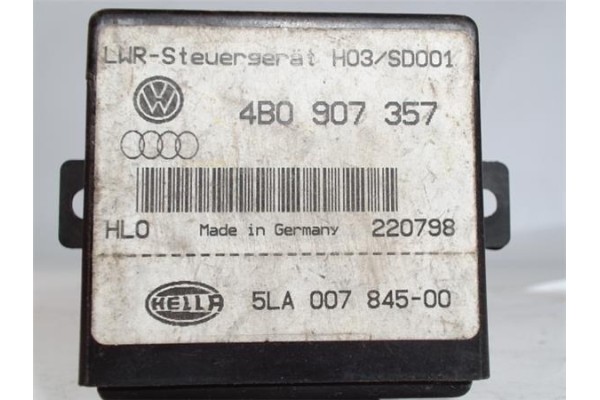 LWR-Steuergerät H03/SD001
4B0 907 357
HLO Made in Germany 220798
HELLA 5LA 007 845-00